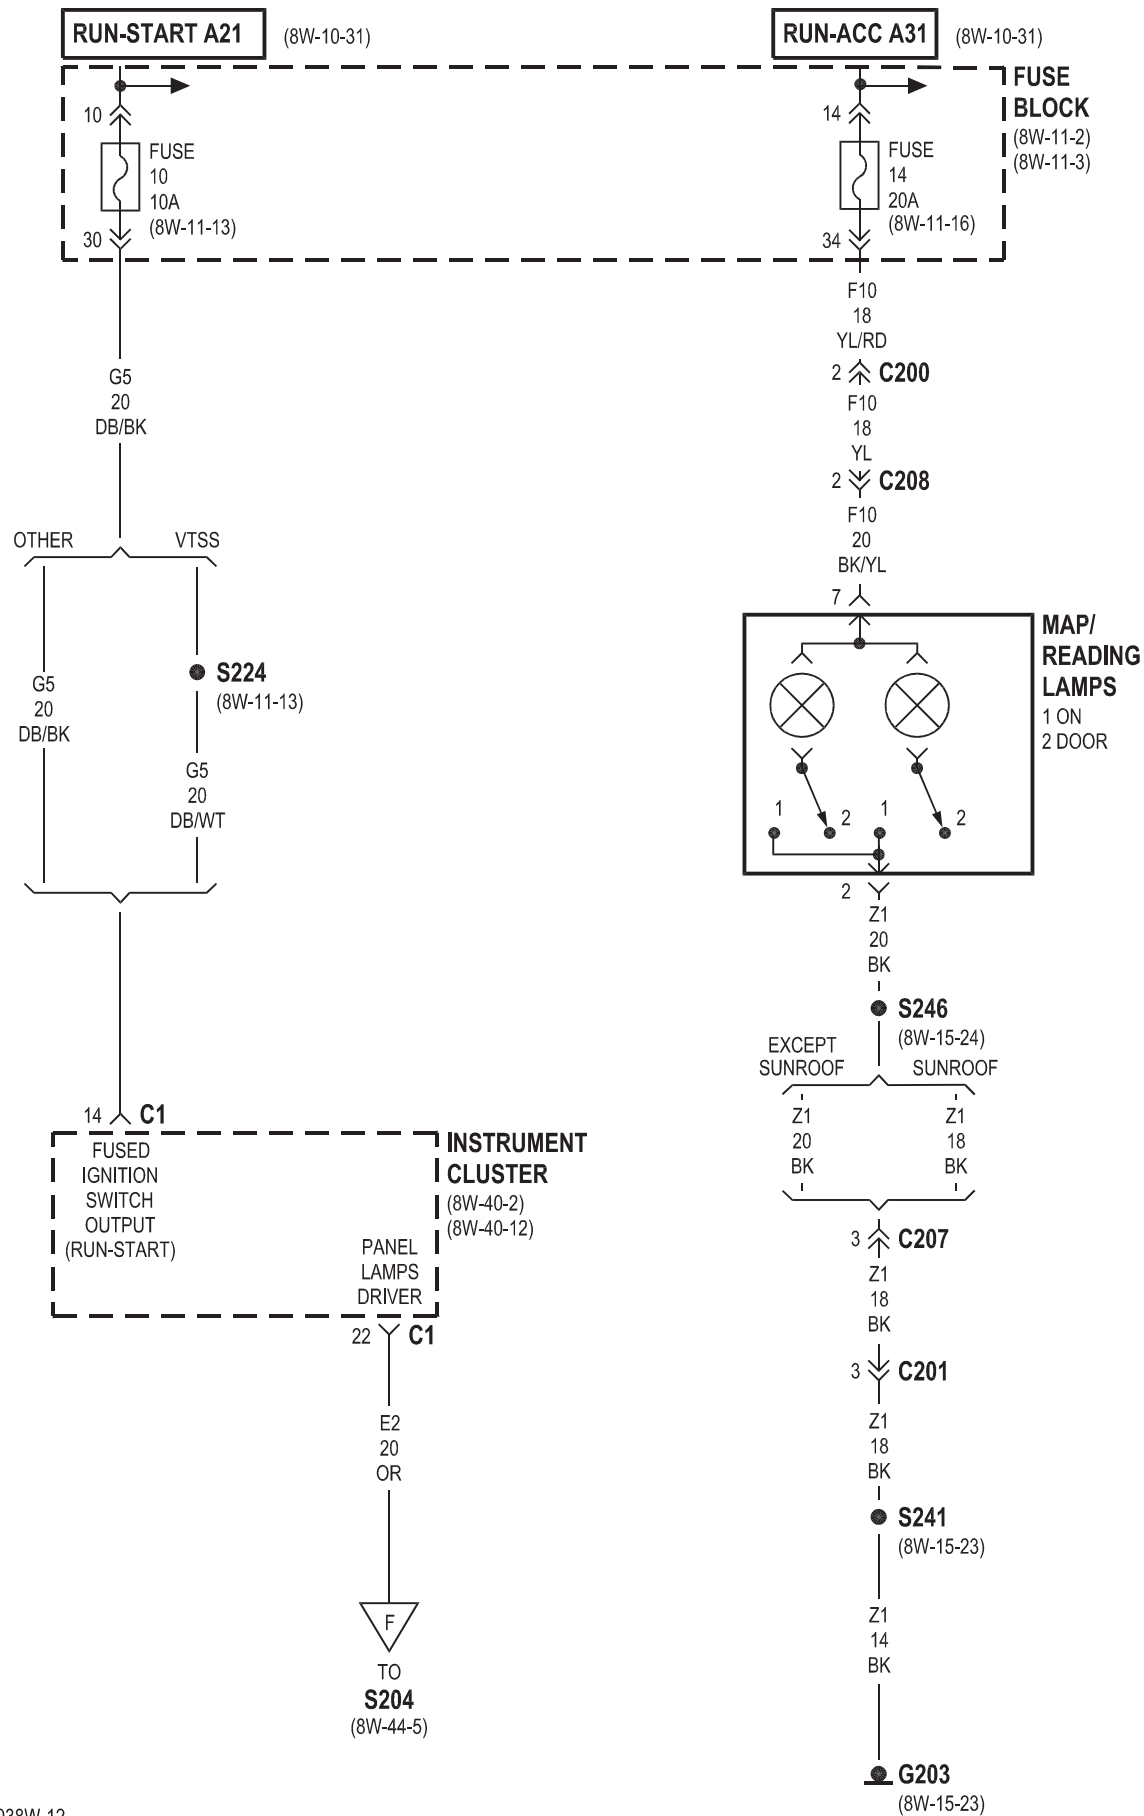 RUN-START A21 (8W-10-31)
RUN-ACC A31 (8W-10-31)
FUSE
BLOCK
(8W-11-2)
(8W-11-3)
10
FUSE
10
10A
(8W-11-13)
30
14
FUSE
14
20A
(8W-11-16)
34
G5
20
DB/BK
OTHER VTSS
G5
20
DB/BK
S224
(8W-11-13)
G5
20
DB/WT
14 C1
FUSED
IGNITION
SWITCH
OUTPUT
(RUN-START)
INSTRUMENT
CLUSTER
(8W-40-2)
(8W-40-12)
PANEL
LAMPS
DRIVER
22 C1
E2
20
OR
F
TO
S204
(8W-44-5)
F10
18
YL/RD
2 C200
F10
18
YL
2 C208
F10
20
BK/YL
7
MAP/
READING
LAMPS
1 ON
2 DOOR
1 2 1 2
2
Z1
20
BK
S246
(8W-15-24)
EXCEPT
SUNROOF
SUNROOF
Z1
20
BK
Z1
18
BK
3 C207
Z1
18
BK
3 C201
Z1
18
BK
S241
(8W-15-23)
Z1
14
BK
G203
(8W-15-23)